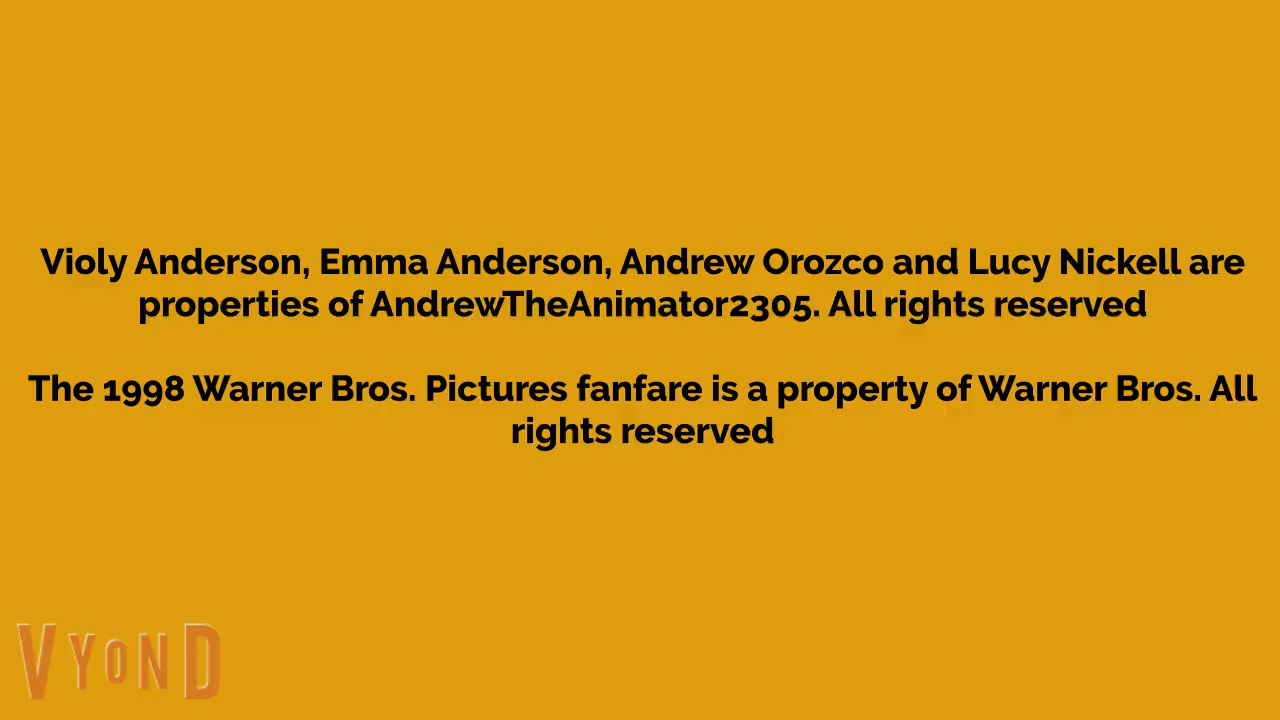 Violy Anderson, Emma Anderson, Andrew Orozco and Lucy Nickell are
properties of AndrewTheAnimator2305. All rights reserved
The 1998 Warner Bros. Pictures fanfare is a property of Warner Bros. All
rights reserved
VYOND